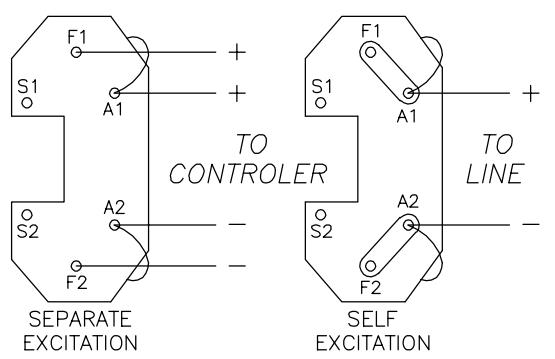 F1
+
S1
+
A1
TO
CONTROLER
A2
−
S2
−
F2
SEPARATE
EXCITATION
F1
S1
+
A1
TO
LINE
A2
−
S2
F2
SELF
EXCITATION